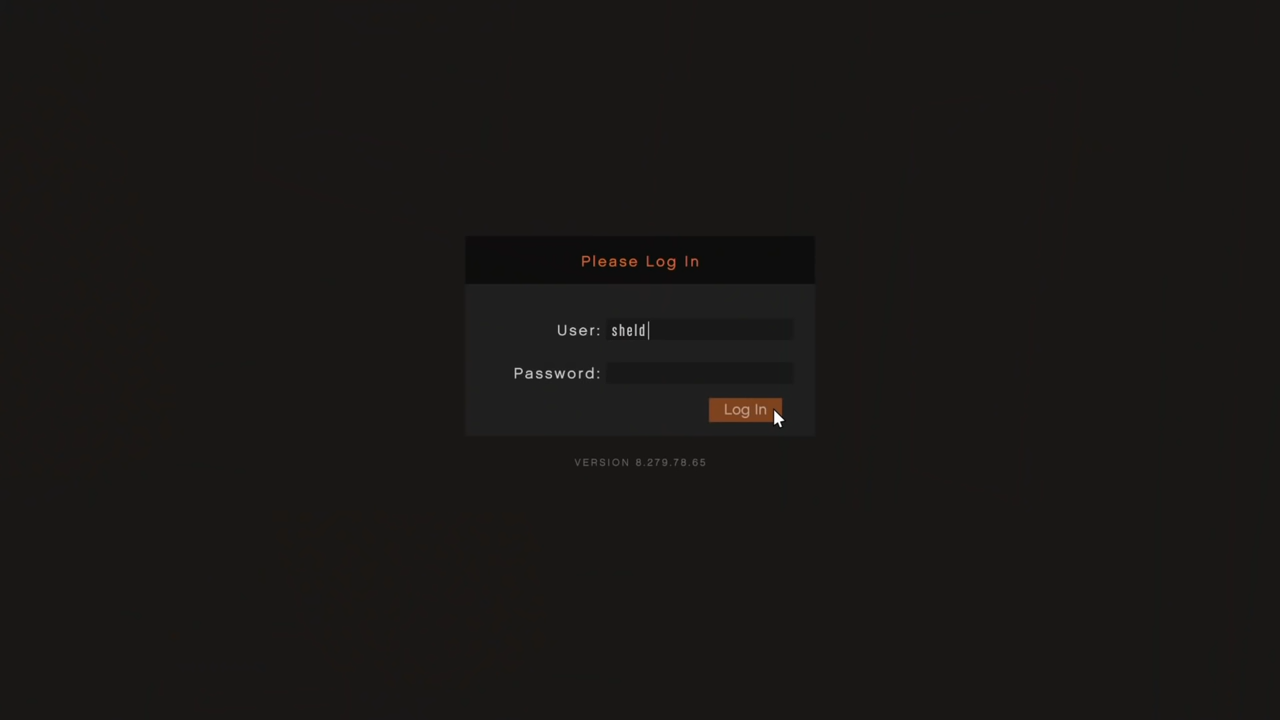 Please Log In
User: sheld
Password:
Log In
VERSION 8.279.78.65